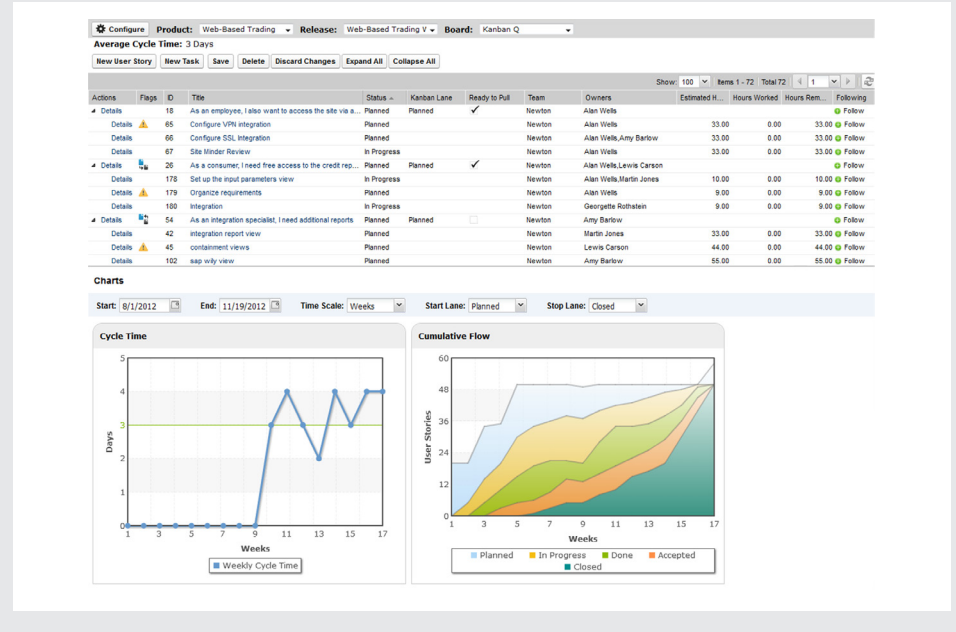 Configure Product: Web-Based Trading Release: Web-Based Trading V Board: Kanban Q
Average Cycle Time: 3 Days
New User Story New Task Save Delete Discard Changes Expand All Collapse All
Show: 100 Items 1 - 72 Total 72 1
Actions Flags ID Title Status Kanban Lane Ready to Pull Team Owners Estimated H... Hours Worked Hours Rem... Following
Details 18 As an employee, I also want to access the site via a... Planned Planned Newton Alan Wells Follow
Details 65 Configure VPN integration Planned Newton Alan Wells 33.00 0.00 33.00 Follow
Details 66 Configure SSL Integration Planned Newton Alan Wells,Amy Barlow 33.00 0.00 33.00 Follow
Details 67 Site Minder Review In Progress Newton Alan Wells 33.00 0.00 33.00 Follow
Details 26 As a consumer, I need free access to the credit rep... Planned Planned Newton Alan Wells,Lewis Carson Follow
Details 178 Set up the input parameters view In Progress Newton Alan Wells,Martin Jones 10.00 0.00 10.00 Follow
Details 179 Organize requirements Planned Newton Alan Wells 9.00 0.00 9.00 Follow
Details 180 Integration In Progress Newton Georgette Rothstein 9.00 0.00 9.00 Follow
Details 54 As an integration specialist, I need additional reports Planned Planned Newton Amy Barlow Follow
Details 42 integration report view Planned Newton Martin Jones 33.00 0.00 33.00 Follow
Details 45 containment views Planned Newton Lewis Carson 44.00 0.00 44.00 Follow
Details 102 sap wily view Planned Newton Amy Barlow 55.00 0.00 55.00 Follow
Charts
Start: 8/1/2012 End: 11/19/2012 Time Scale: Weeks Start Lane: Planned Stop Lane: Closed
Cycle Time
5
4
3
2
1
0
Days
1 3 5 7 9 11 13 15 17
Weeks
Weekly Cycle Time
Cumulative Flow
60
48
36
24
12
0
User Stories
1 3 5 7 9 11 13 15 17
Weeks
Planned In Progress Done Accepted
Closed